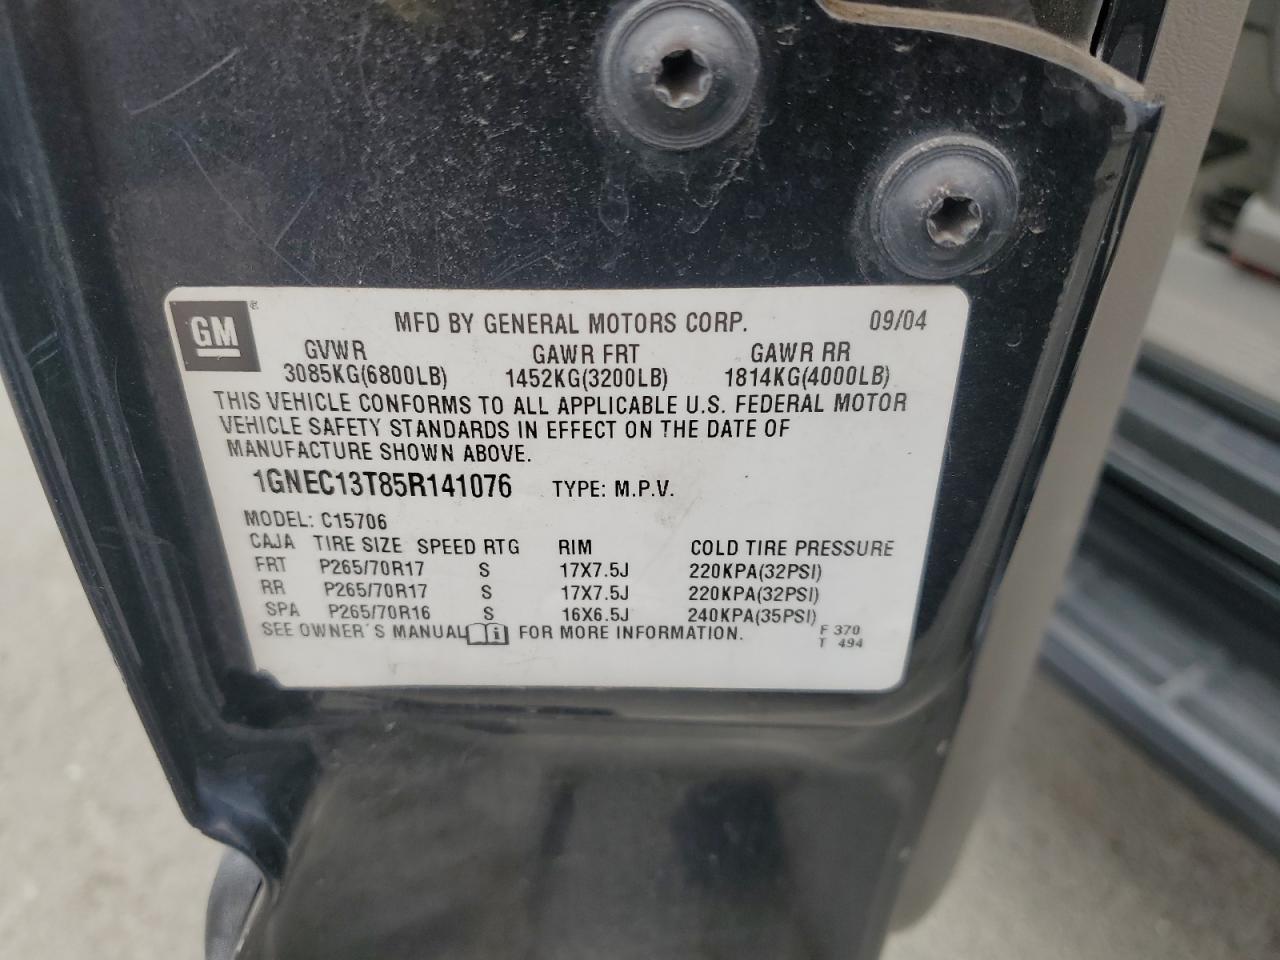 GM ®
MFD BY GENERAL MOTORS CORP. 09/04
GVWR GAWR FRT GAWR RR
3085KG(6800LB) 1452KG(3200LB) 1814KG(4000LB)
THIS VEHICLE CONFORMS TO ALL APPLICABLE U.S. FEDERAL MOTOR
VEHICLE SAFETY STANDARDS IN EFFECT ON THE DATE OF
MANUFACTURE SHOWN ABOVE.
1GNEC13T85R141076 TYPE: M.P.V.
MODEL: C15706
CAJA TIRE SIZE SPEED RTG RIM COLD TIRE PRESSURE
FRT P265/70R17 S 17X7.5J 220KPA(32PSI)
RR P265/70R17 S 17X7.5J 220KPA(32PSI)
SPA P265/70R16 S 16X6.5J 240KPA(35PSI)
SEE OWNER'S MANUAL i FOR MORE INFORMATION. F 370
T 494